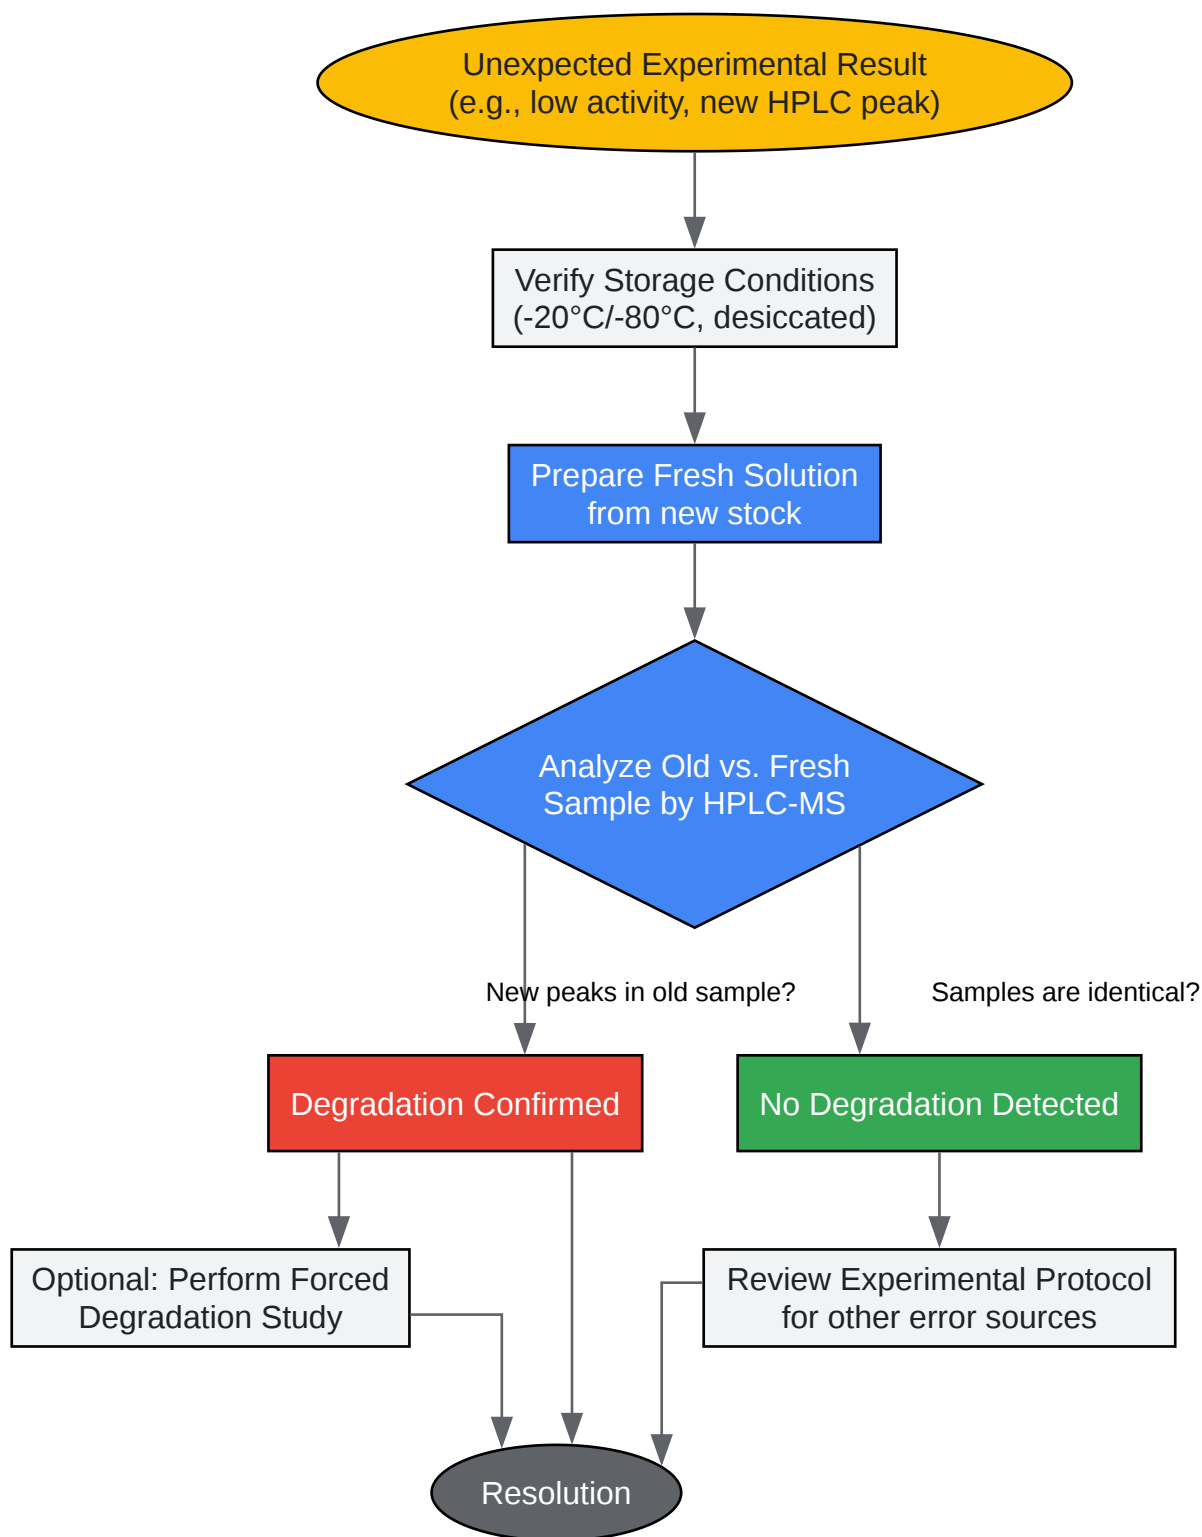 Unexpected Experimental Result
(e.g., low activity, new HPLC peak)
Verify Storage Conditions
(-20°C/-80°C, desiccated)
Prepare Fresh Solution
from new stock
Analyze Old vs. Fresh
Sample by HPLC-MS
New peaks in old sample?
Samples are identical?
Degradation Confirmed
No Degradation Detected
Optional: Perform Forced
Degradation Study
Review Experimental Protocol
for other error sources
Resolution